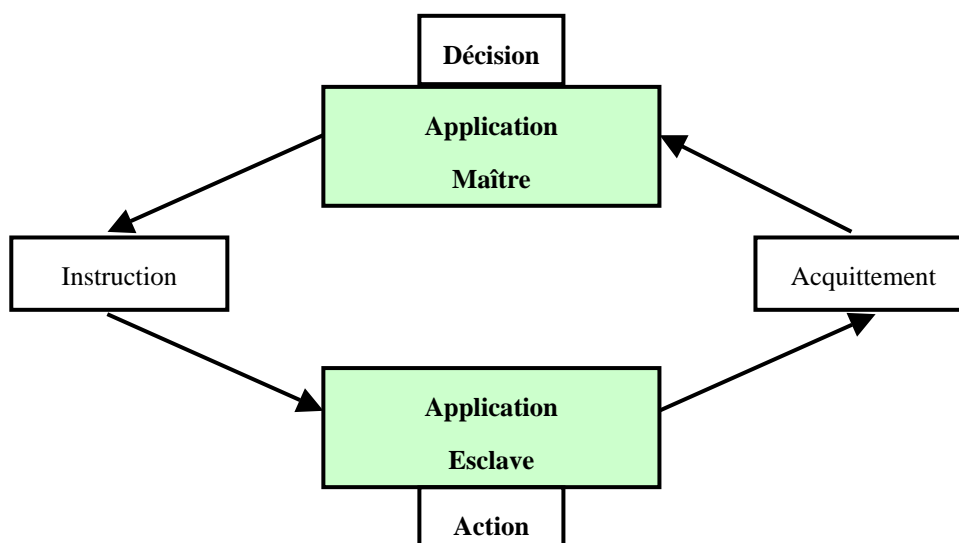 Décision
Application
Maître
Instruction
Acquittement
Application
Esclave
Action